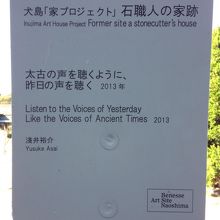 犬島「家プロジェクト」石職人の家跡
Inujima Art House Project Former site a stonecutter's house
太古の声を聴くように、
昨日の声を聴く 2013年
Listen to the Voices of Yesterday
Like the Voices of Ancient Times 2013
淺井裕介
Yusuke Asai
Benesse
Art Site
Naoshima